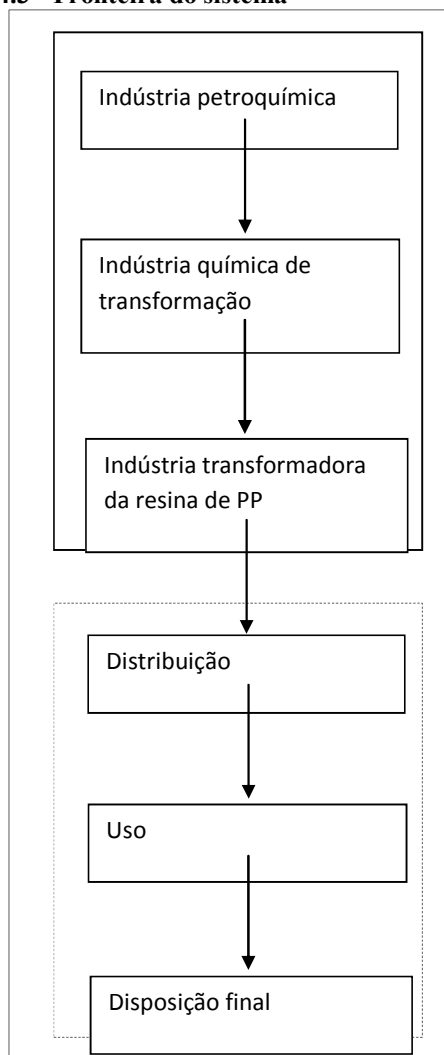 Fronteira do sistema
Indústria petroquímica
Indústria química de
transformação
Indústria transformadora
da resina de PP
Distribuição
Uso
Disposição final